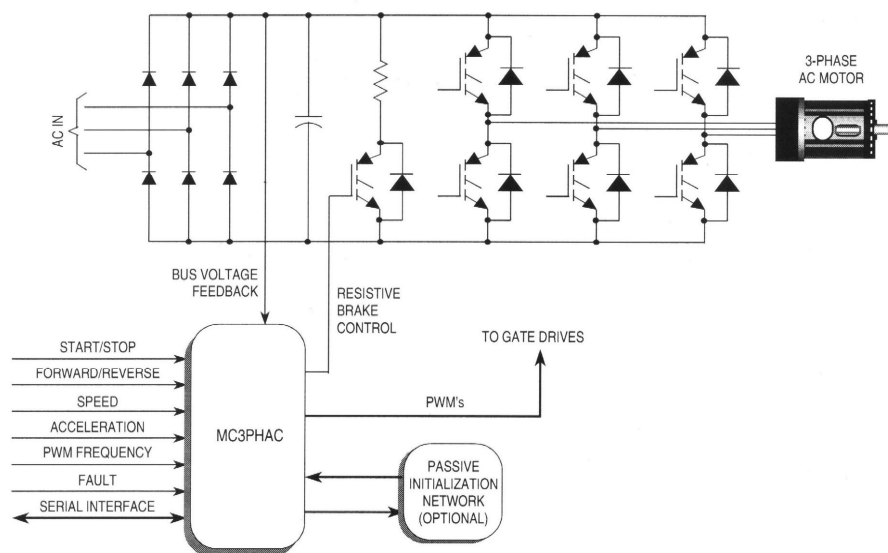 3-PHASE
AC MOTOR
AC IN
BUS VOLTAGE
FEEDBACK
RESISTIVE
BRAKE
CONTROL
TO GATE DRIVES
START/STOP
FORWARD/REVERSE
SPEED
ACCELERATION
PWM FREQUENCY
FAULT
SERIAL INTERFACE
MC3PHAC
PWM's
PASSIVE
INITIALIZATION
NETWORK
(OPTIONAL)